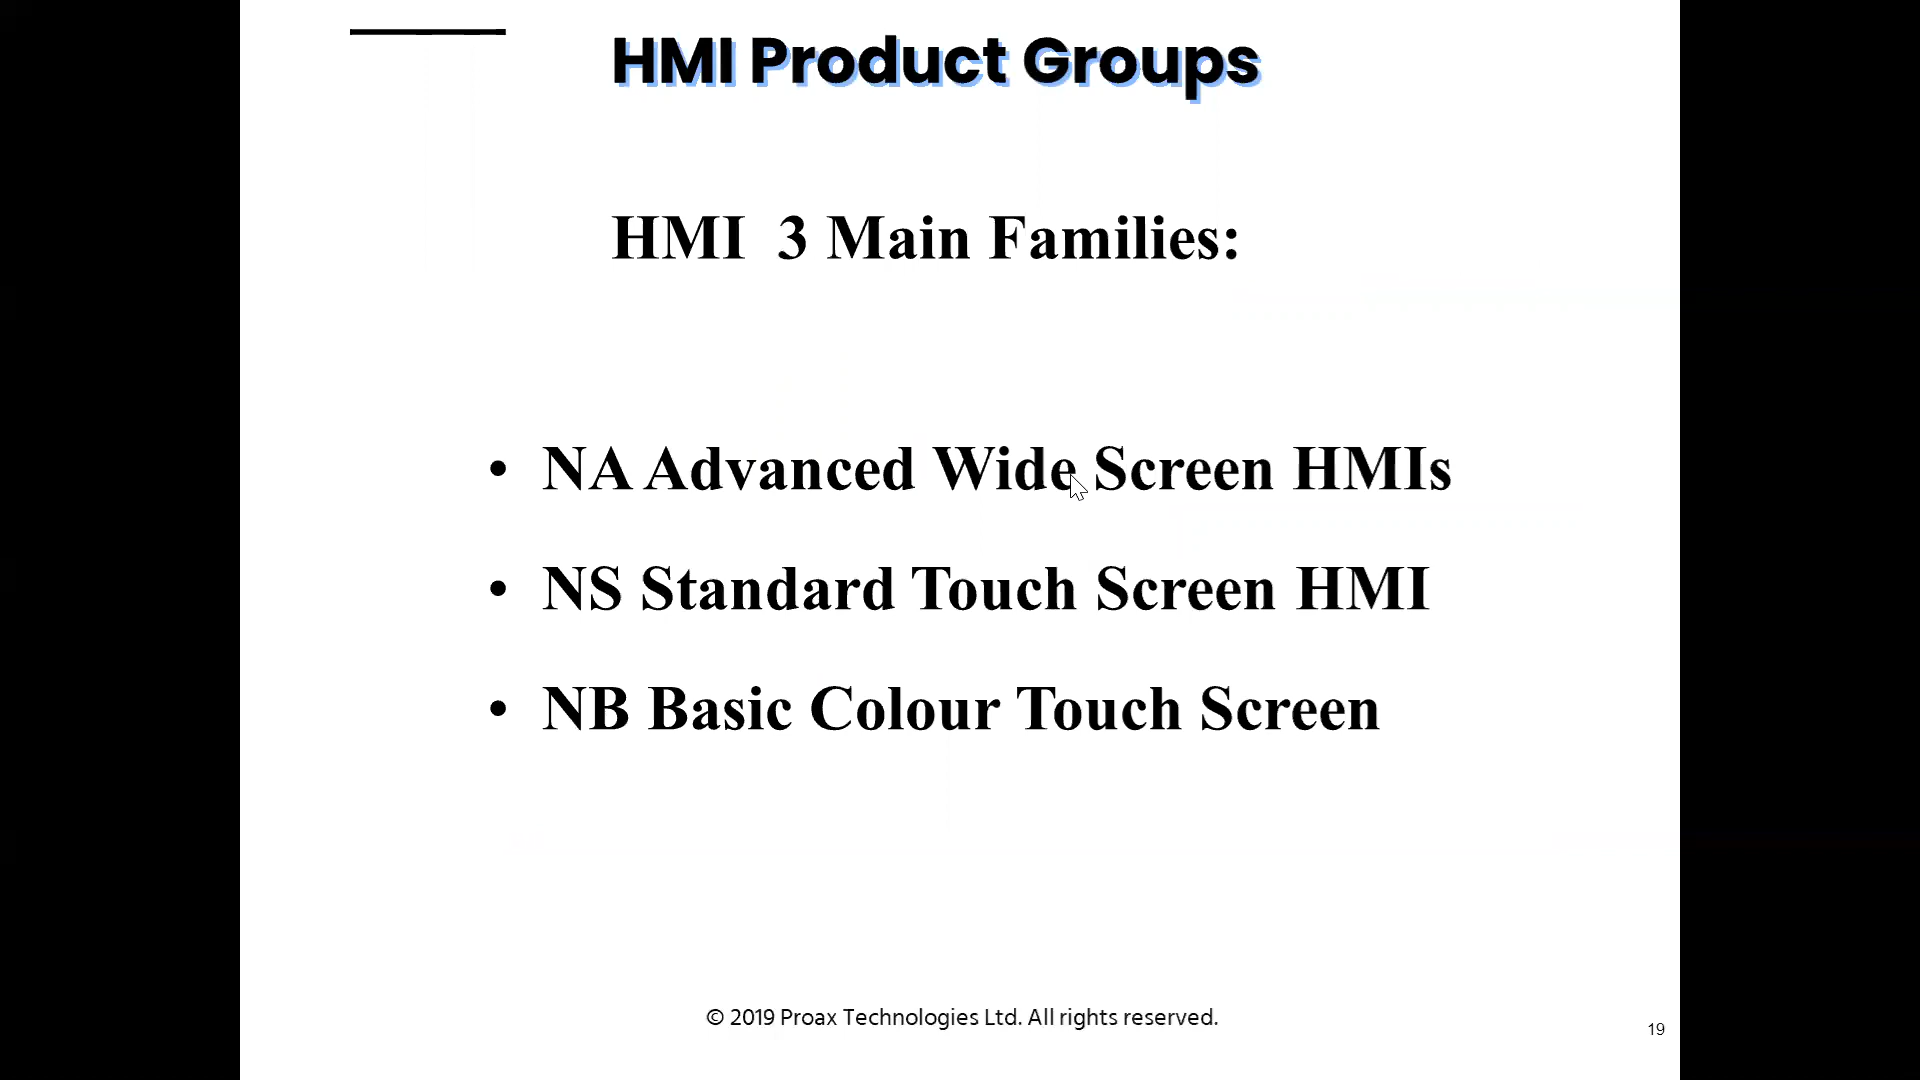 HMI Product Groups
HMI  3 Main Families:
• NA Advanced Wide Screen HMIs
• NS Standard Touch Screen HMI
• NB Basic Colour Touch Screen
© 2019 Proax Technologies Ltd. All rights reserved.
19